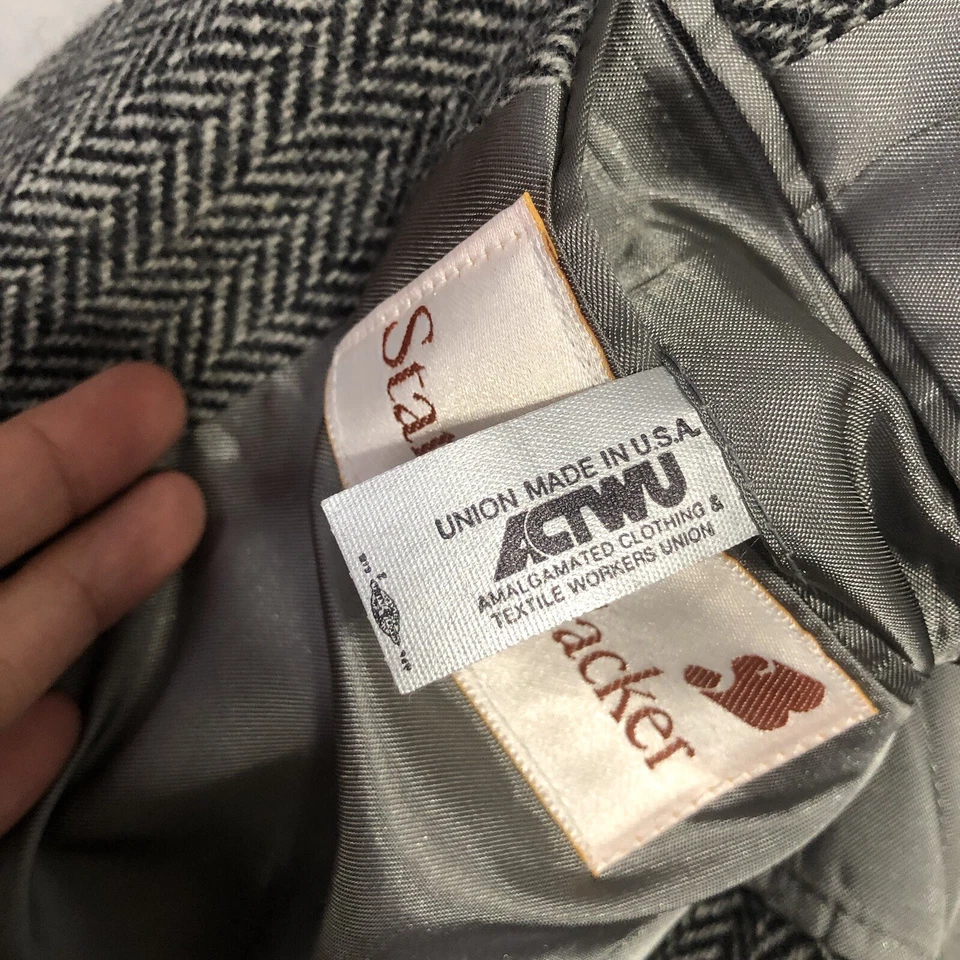 Sta
UNION MADE IN U.S.A.
ACTWU
AMALGAMATED CLOTHING &
TEXTILE WORKERS UNION
acker